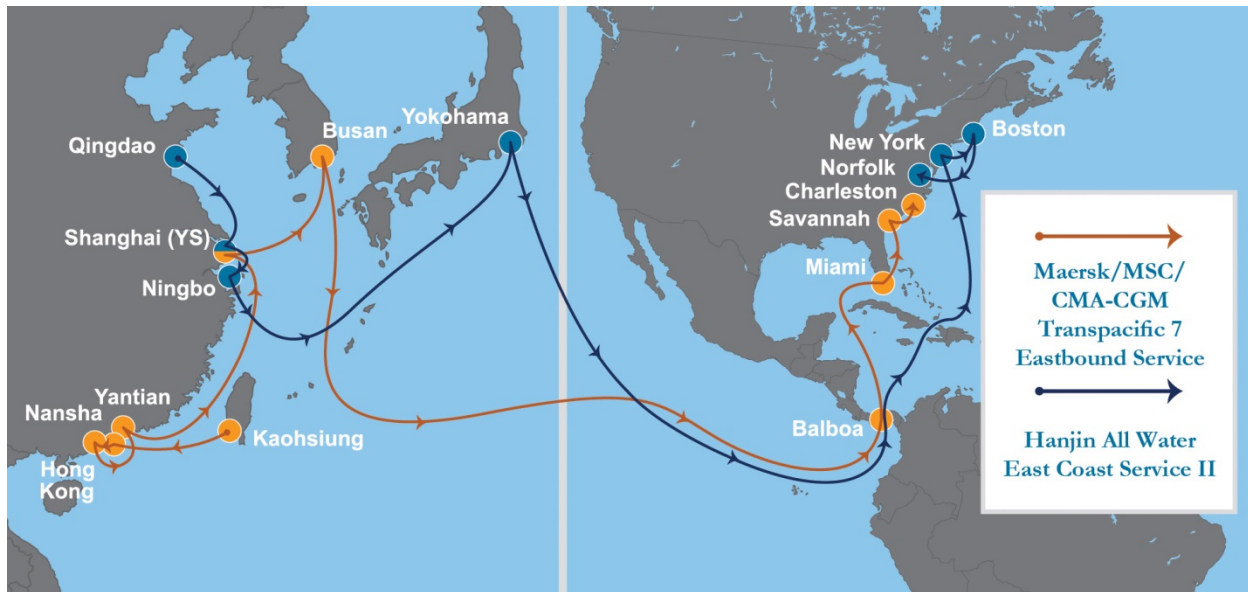 Qingdao
Busan
Yokohama
Shanghai (YS)
Ningbo
Yantian
Nansha
Hong
Kong
Kaohsiung
Boston
New York
Norfolk
Charleston
Savannah
Miami
Balboa
Maersk/MSC/
CMA-CGM
Transpacific 7
Eastbound Service
Hanjin All Water
East Coast Service II